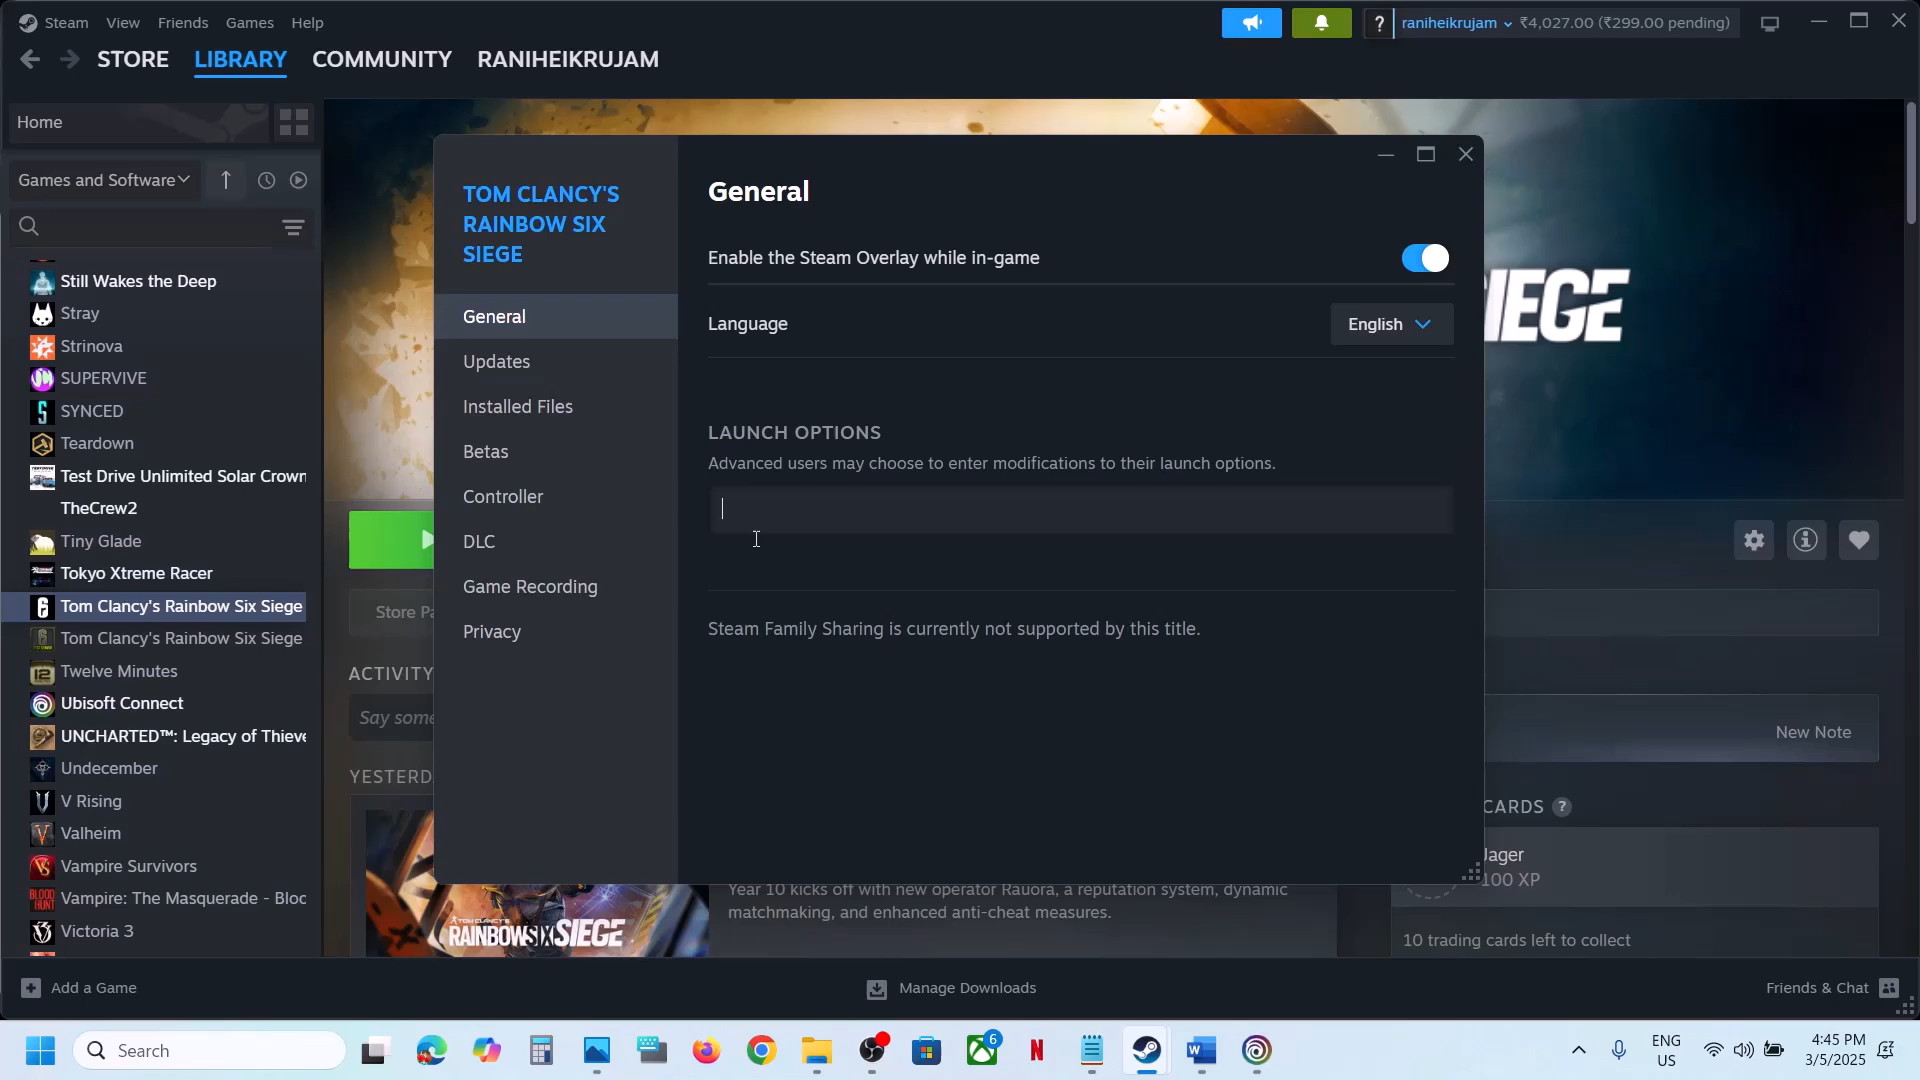 Steam View Friends Games Help
? raniheikrujam ₹4,027.00 (₹299.00 pending)
STORE LIBRARY COMMUNITY RANIHEIKRUJAM
Home
Games and Software
Still Wakes the Deep
Stray
Strinova
SUPERVIVE
SYNCED
Teardown
Test Drive Unlimited Solar Crown
TheCrew2
Tiny Glade
Tokyo Xtreme Racer
Tom Clancy's Rainbow Six Siege
Tom Clancy's Rainbow Six Siege
Twelve Minutes
Ubisoft Connect
UNCHARTED™: Legacy of Thieve
Undecember
V Rising
Valheim
Vampire Survivors
Vampire: The Masquerade - Bloc
Victoria 3
TOM CLANCY'S
RAINBOW SIX
SIEGE
General
Updates
Installed Files
Betas
Controller
DLC
Game Recording
Privacy
General
Enable the Steam Overlay while in-game
Language
English
LAUNCH OPTIONS
Advanced users may choose to enter modifications to their launch options.
Steam Family Sharing is currently not supported by this title.
IEGE
Store Pa
ACTIVITY
Say some
YESTERD
RAINBOWSIXSIEGE
Year 10 kicks off with new operator Rauora, a reputation system, dynamic
matchmaking, and enhanced anti-cheat measures.
New Note
CARDS ?
Jager
100 XP
10 trading cards left to collect
Add a Game
Manage Downloads
Friends & Chat
Search
6
ENG
US
4:45 PM
3/5/2025